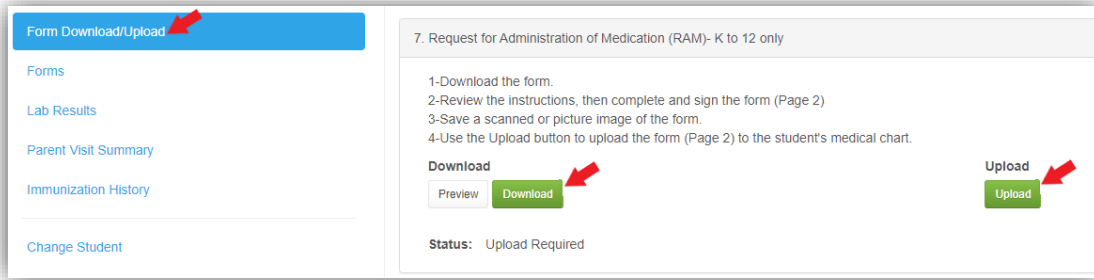 Form Download/Upload
Forms
Lab Results
Parent Visit Summary
Immunization History
Change Student
7. Request for Administration of Medication (RAM)- K to 12 only
1-Download the form.
2-Review the instructions, then complete and sign the form (Page 2)
3-Save a scanned or picture image of the form.
4-Use the Upload button to upload the form (Page 2) to the student's medical chart.
Download Upload
Preview Download Upload
Status: Upload Required